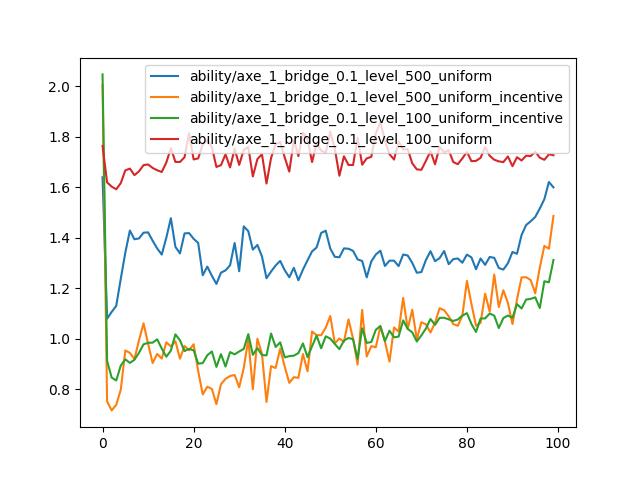 ability/axe_1_bridge_0.1_level_500_uniform
ability/axe_1_bridge_0.1_level_500_uniform_incentive
ability/axe_1_bridge_0.1_level_100_uniform_incentive
ability/axe_1_bridge_0.1_level_100_uniform
2.0
1.8
1.6
1.4
1.2
1.0
0.8
0 20 40 60 80 100